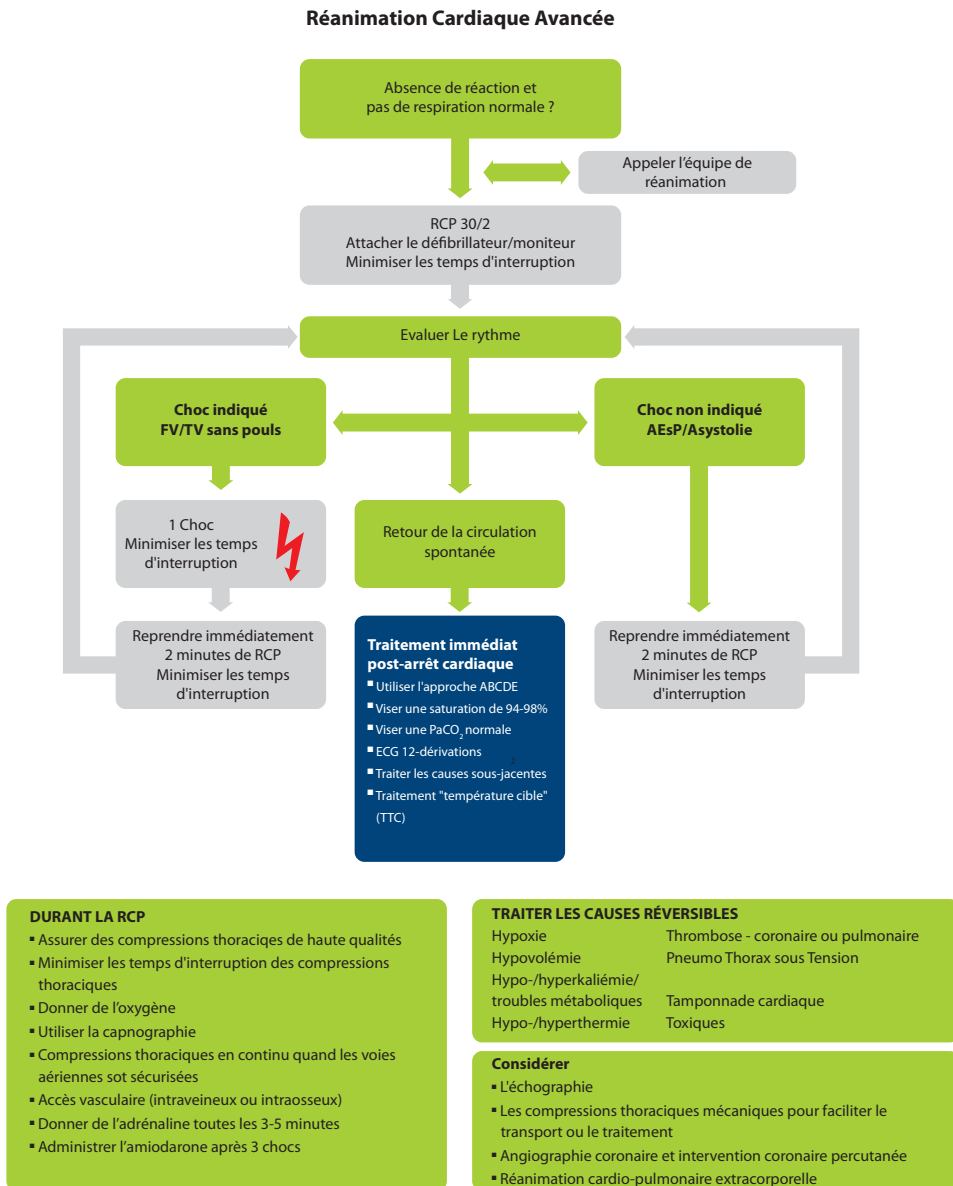 Réanimation Cardiaque Avancée
Absence de réaction et
pas de respiration normale ?
Appeler l'équipe de
réanimation
RCP 30/2
Attacher le défibrillateur/moniteur
Minimiser les temps d'interruption
Evaluer Le rythme
Choc indiqué
FV/TV sans pouls
Choc non indiqué
AEsP/Asystolie
1 Choc
Minimiser les temps
d'interruption
Retour de la circulation
spontanée
Reprendre immédiatement
2 minutes de RCP
Minimiser les temps
d'interruption
Traitement immédiat
post-arrêt cardiaque
▪ Utiliser l'approche ABCDE
▪ Viser une saturation de 94-98%
▪ Viser une PaCO2 normale
▪ ECG 12-dérivations
▪ Traiter les causes sous-jacentes
▪ Traitement "température cible"
(TTC)
Reprendre immédiatement
2 minutes de RCP
Minimiser les temps
d'interruption
DURANT LA RCP
▪ Assurer des compressions thoraciqes de haute qualités
▪ Minimiser les temps d'interruption des compressions
thoraciques
▪ Donner de l'oxygène
▪ Utiliser la capnographie
▪ Compressions thoraciques en continu quand les voies
aériennes sot sécurisées
▪ Accès vasculaire (intraveineux ou intraosseux)
▪ Donner de l'adrénaline toutes les 3-5 minutes
▪ Administrer l'amiodarone après 3 chocs
TRAITER LES CAUSES RÉVERSIBLES
Hypoxie Thrombose - coronaire ou pulmonaire
Hypovolémie Pneumo Thorax sous Tension
Hypo-/hyperkaliémie/
troubles métaboliques Tamponnade cardiaque
Hypo-/hyperthermie Toxiques
Considérer
▪ L'échographie
▪ Les compressions thoraciques mécaniques pour faciliter le
transport ou le traitement
▪ Angiographie coronaire et intervention coronaire percutanée
▪ Réanimation cardio-pulmonaire extracorporelle